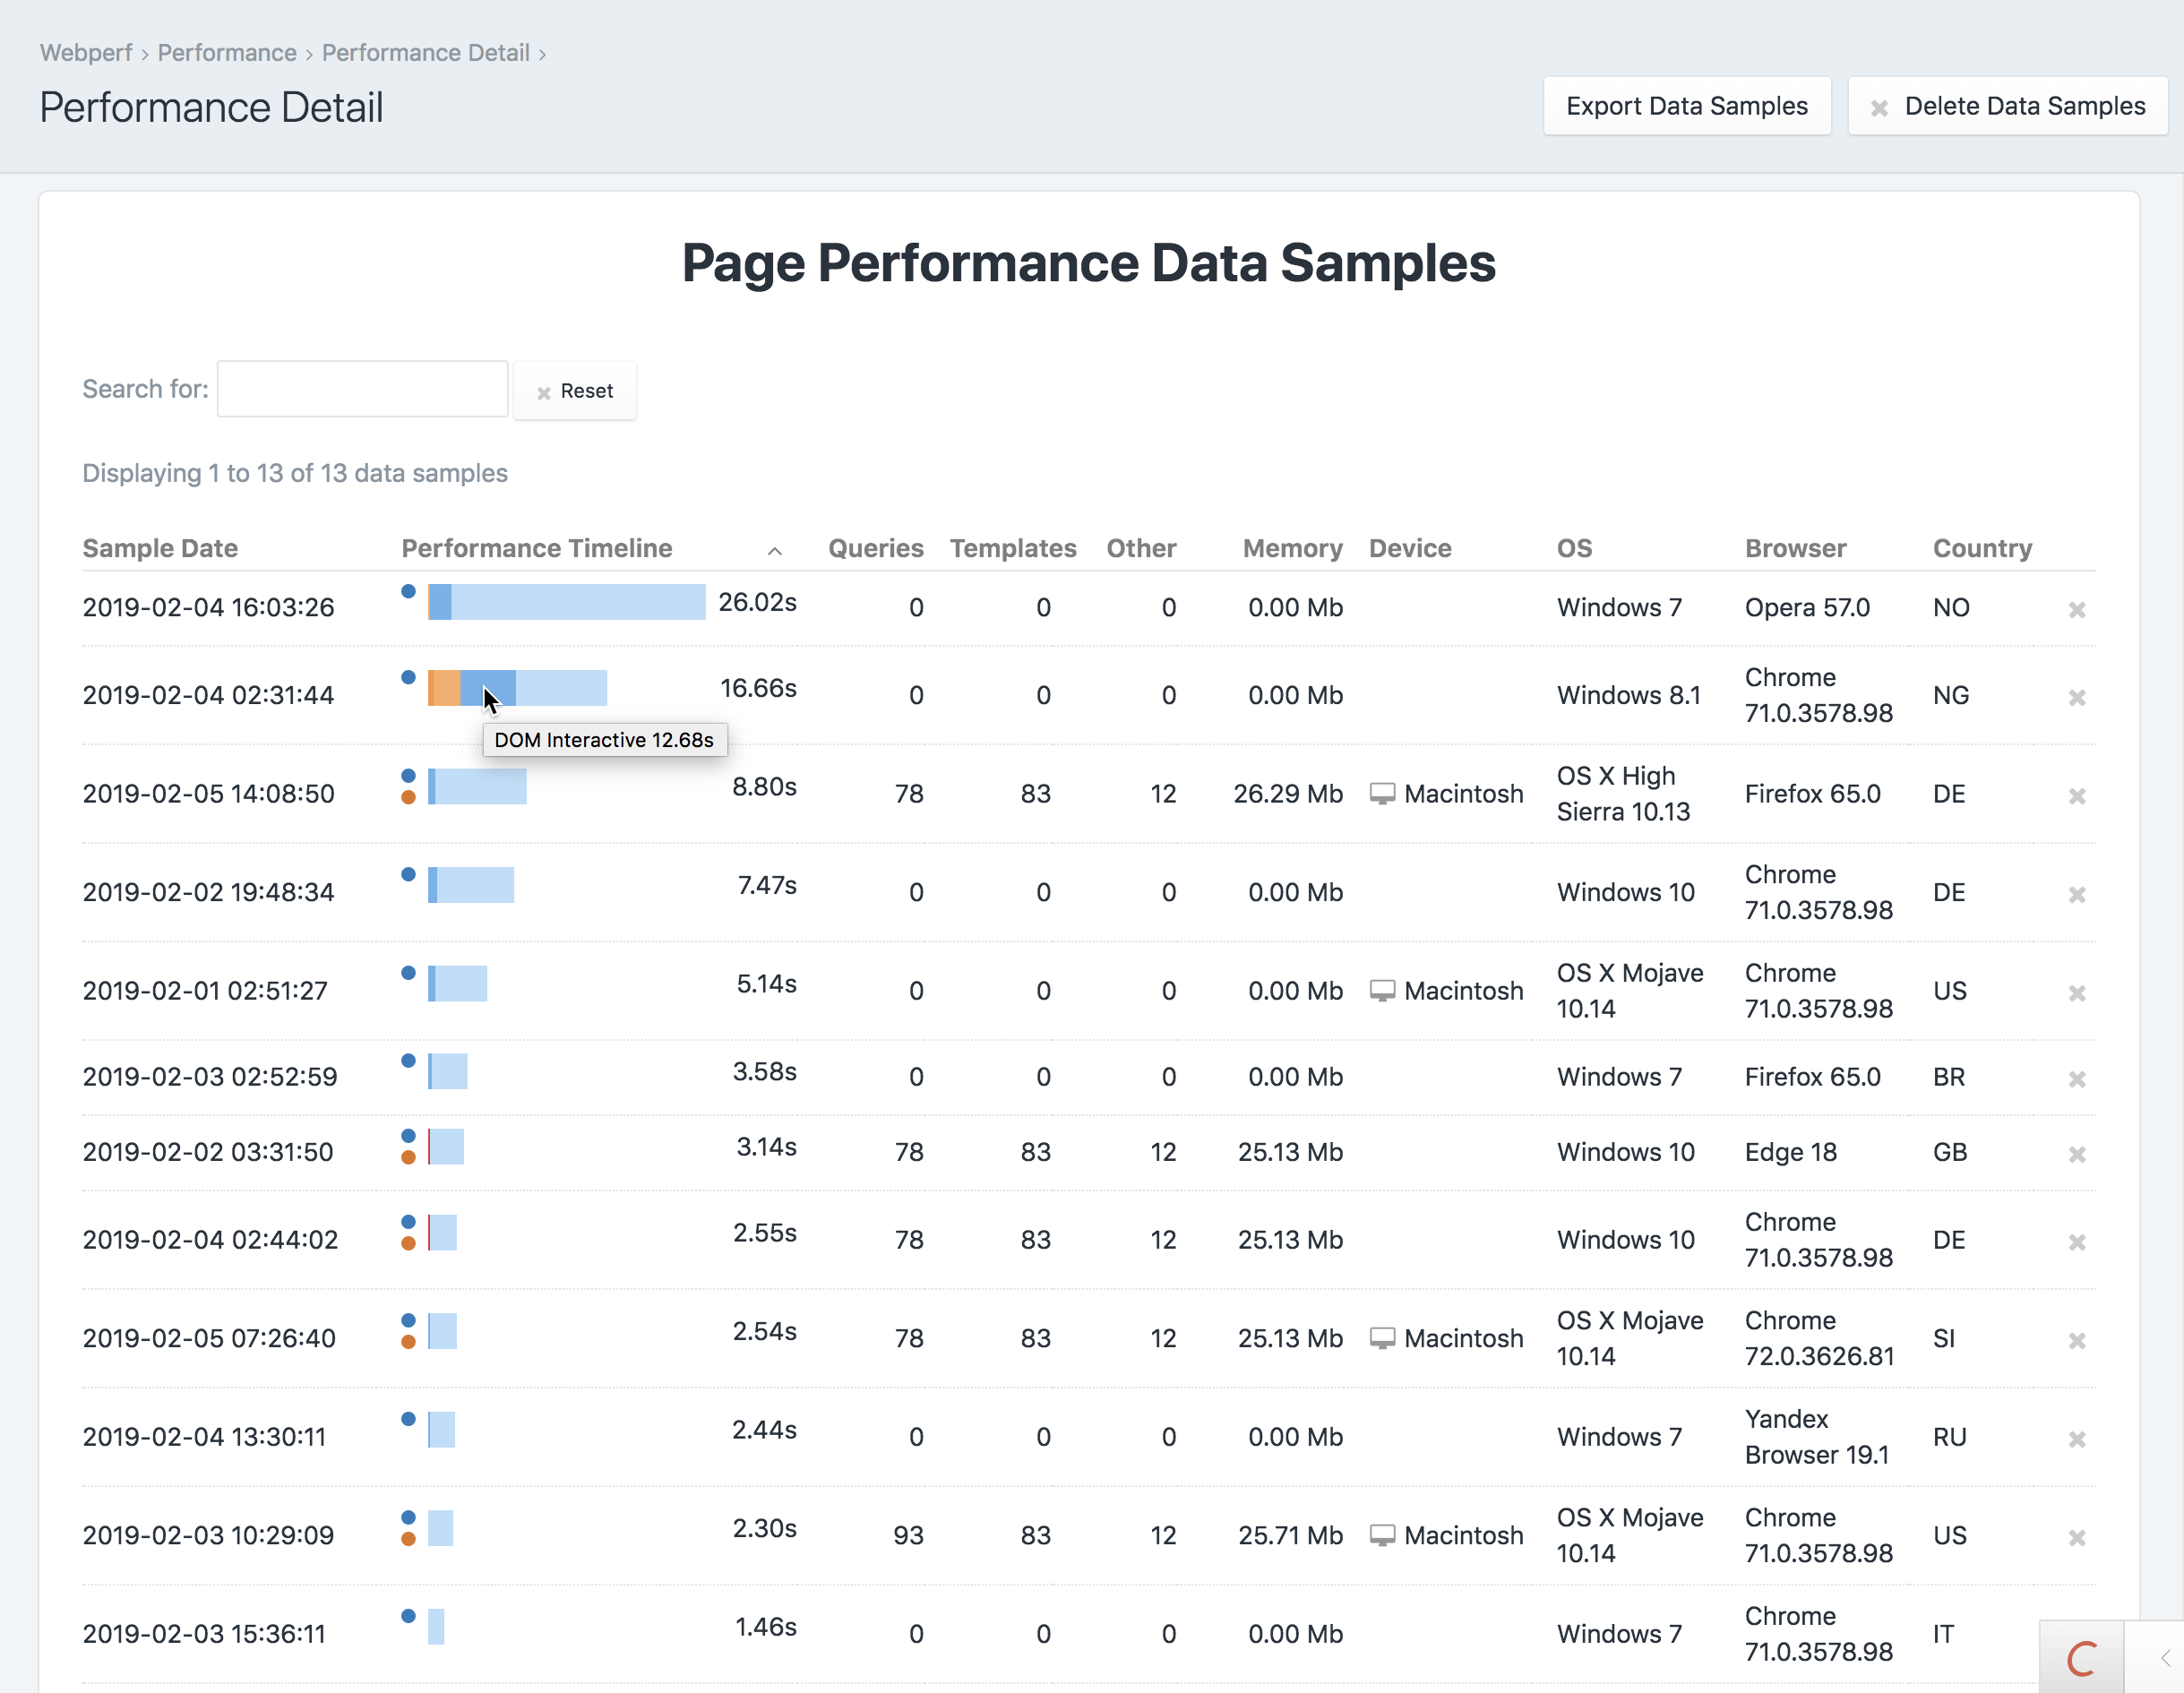 Webperf › Performance › Performance Detail ›
Performance Detail
Export Data Samples
Delete Data Samples
Page Performance Data Samples
Search for:
Reset
Displaying 1 to 13 of 13 data samples
Sample Date Performance Timeline Queries Templates Other Memory Device OS Browser Country
2019-02-04 16:03:26 26.02s 0 0 0 0.00 Mb Windows 7 Opera 57.0 NO
2019-02-04 02:31:44 16.66s 0 0 0 0.00 Mb Windows 8.1 Chrome 71.0.3578.98 NG
DOM Interactive 12.68s
2019-02-05 14:08:50 8.80s 78 83 12 26.29 Mb Macintosh OS X High Sierra 10.13 Firefox 65.0 DE
2019-02-02 19:48:34 7.47s 0 0 0 0.00 Mb Windows 10 Chrome 71.0.3578.98 DE
2019-02-01 02:51:27 5.14s 0 0 0 0.00 Mb Macintosh OS X Mojave 10.14 Chrome 71.0.3578.98 US
2019-02-03 02:52:59 3.58s 0 0 0 0.00 Mb Windows 7 Firefox 65.0 BR
2019-02-02 03:31:50 3.14s 78 83 12 25.13 Mb Windows 10 Edge 18 GB
2019-02-04 02:44:02 2.55s 78 83 12 25.13 Mb Windows 10 Chrome 71.0.3578.98 DE
2019-02-05 07:26:40 2.54s 78 83 12 25.13 Mb Macintosh OS X Mojave 10.14 Chrome 72.0.3626.81 SI
2019-02-04 13:30:11 2.44s 0 0 0 0.00 Mb Windows 7 Yandex Browser 19.1 RU
2019-02-03 10:29:09 2.30s 93 83 12 25.71 Mb Macintosh OS X Mojave 10.14 Chrome 71.0.3578.98 US
2019-02-03 15:36:11 1.46s 0 0 0 0.00 Mb Windows 7 Chrome 71.0.3578.98 IT